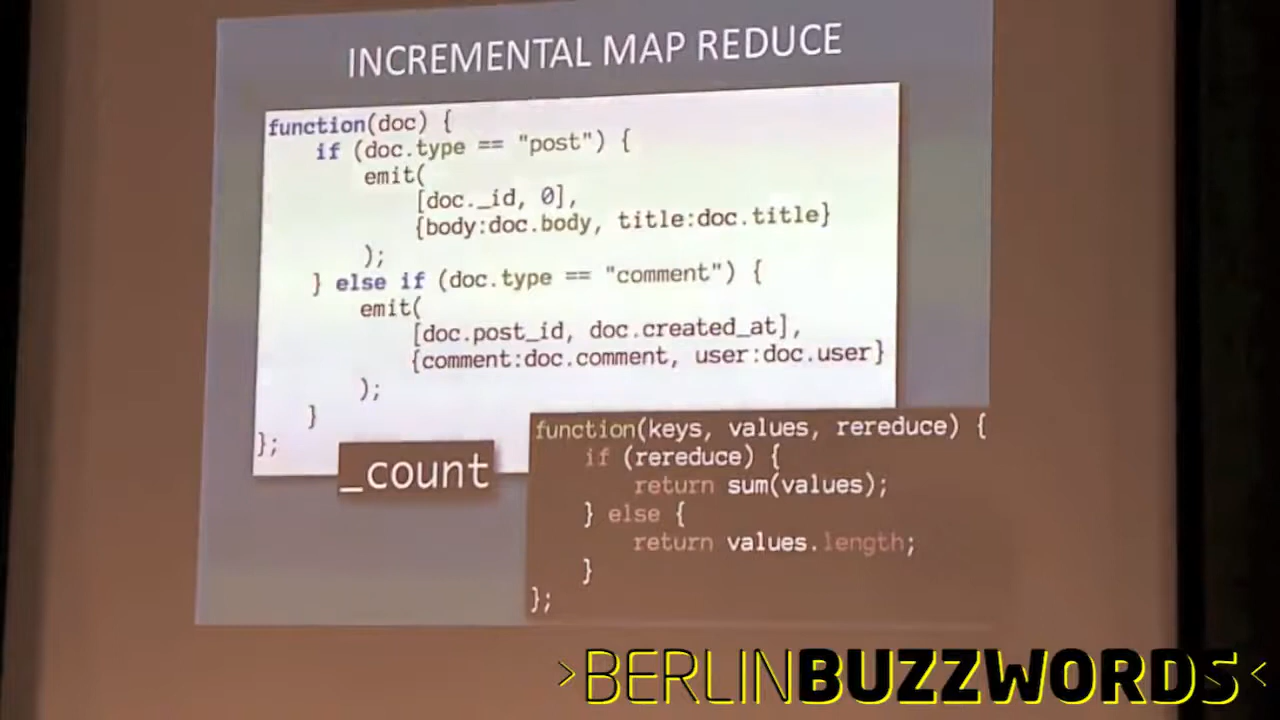 INCREMENTAL MAP REDUCE
function(doc) {
if (doc.type == "post") {
emit(
[doc._id, 0],
{body:doc.body, title:doc.title}
);
} else if (doc.type == "comment") {
emit(
[doc.post_id, doc.created_at],
{comment:doc.comment, user:doc.user}
);
}
};
_count
function(keys, values, rereduce) {
if (rereduce) {
return sum(values);
} else {
return values.length;
}
};
>BERLINBUZZWORDS<